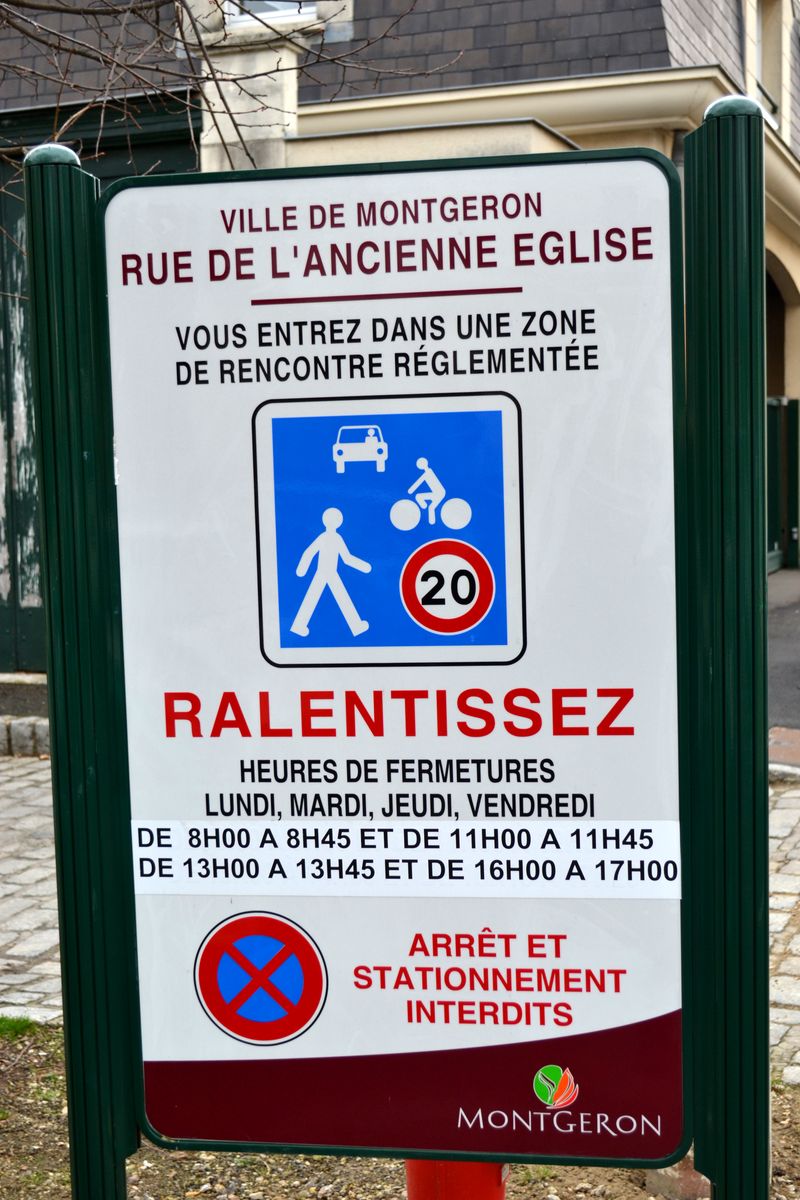 VILLE DE MONTGERON
RUE DE L'ANCIENNE EGLISE
VOUS ENTREZ DANS UNE ZONE
DE RENCONTRE RÉGLEMENTÉE
20
RALENTISSEZ
HEURES DE FERMETURES
LUNDI, MARDI, JEUDI, VENDREDI
DE 8H00 A 8H45 ET DE 11H00 A 11H45
DE 13H00 A 13H45 ET DE 16H00 A 17H00
ARRÊT ET
STATIONNEMENT
INTERDITS
MONTGERON